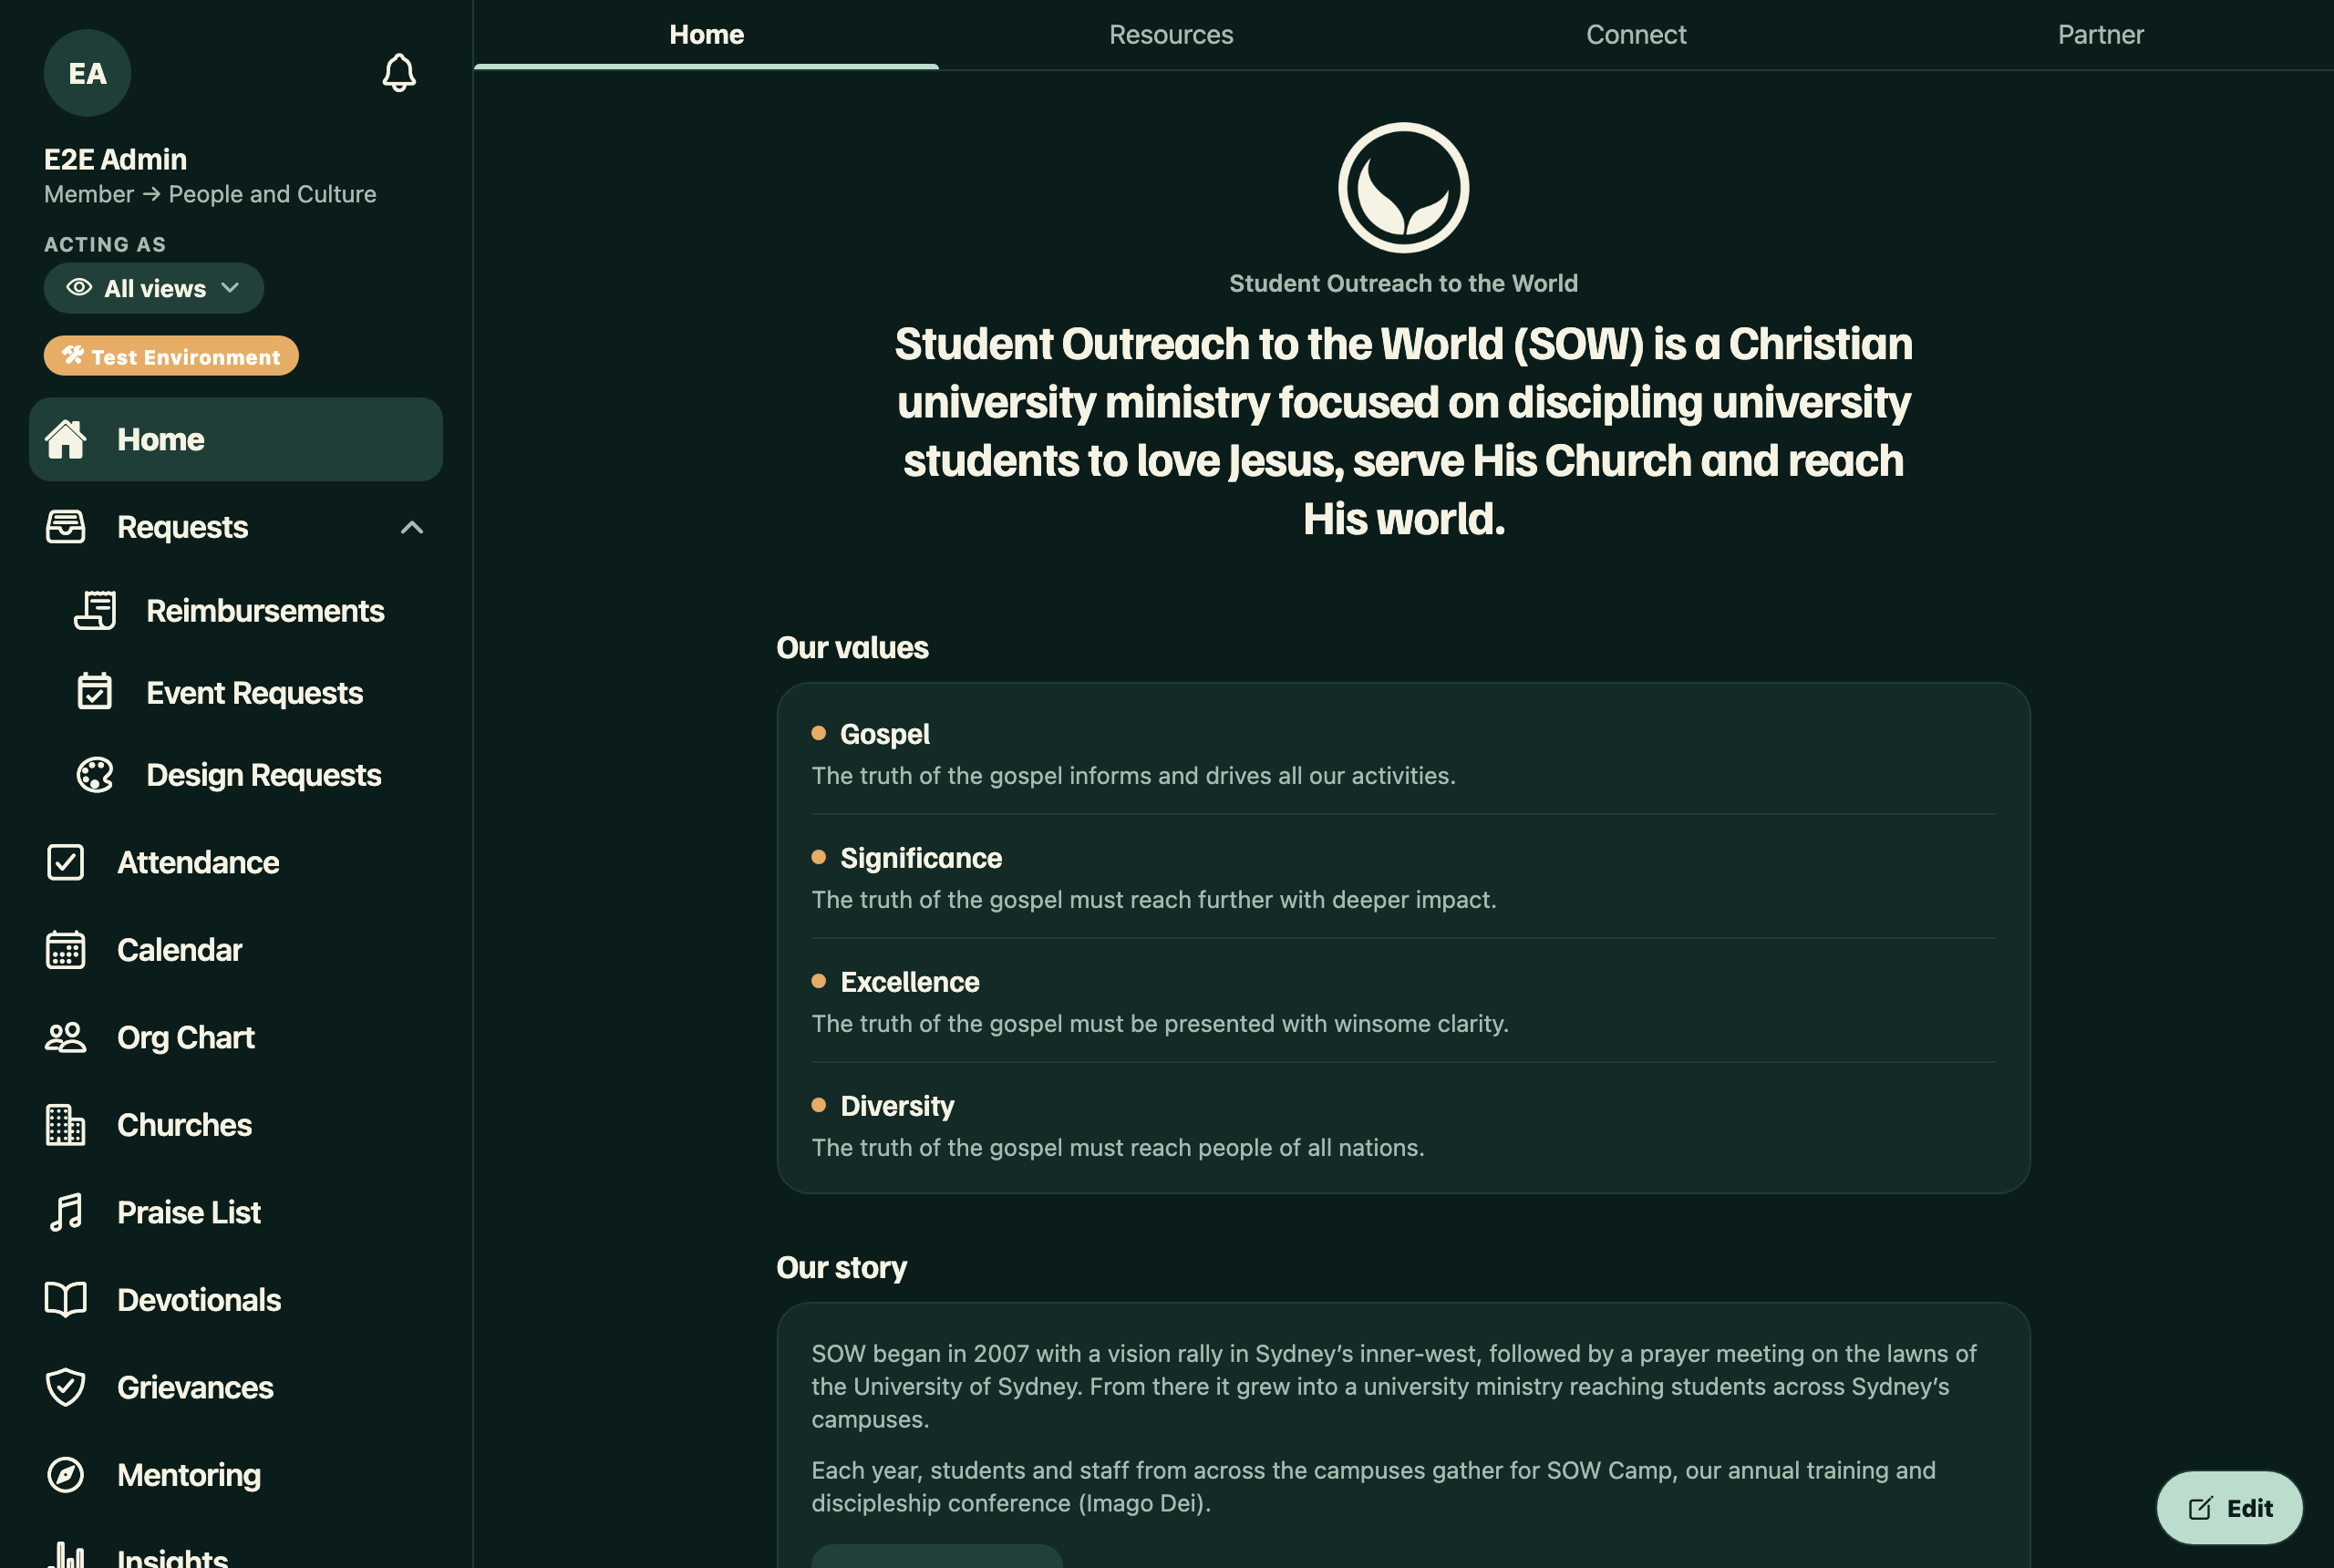 EA
E2E Admin
Member → People and Culture
ACTING AS
All views
Test Environment
Home
Requests
Reimbursements
Event Requests
Design Requests
Attendance
Calendar
Org Chart
Churches
Praise List
Devotionals
Grievances
Mentoring
Insights
Home
Resources
Connect
Partner
Student Outreach to the World
Student Outreach to the World (SOW) is a Christian
university ministry focused on discipling university
students to love Jesus, serve His Church and reach
His world.
Our values
Gospel
The truth of the gospel informs and drives all our activities.
Significance
The truth of the gospel must reach further with deeper impact.
Excellence
The truth of the gospel must be presented with winsome clarity.
Diversity
The truth of the gospel must reach people of all nations.
Our story
SOW began in 2007 with a vision rally in Sydney’s inner-west, followed by a prayer meeting on the lawns of
the University of Sydney. From there it grew into a university ministry reaching students across Sydney’s
campuses.
Each year, students and staff from across the campuses gather for SOW Camp, our annual training and
discipleship conference (Imago Dei).
Edit